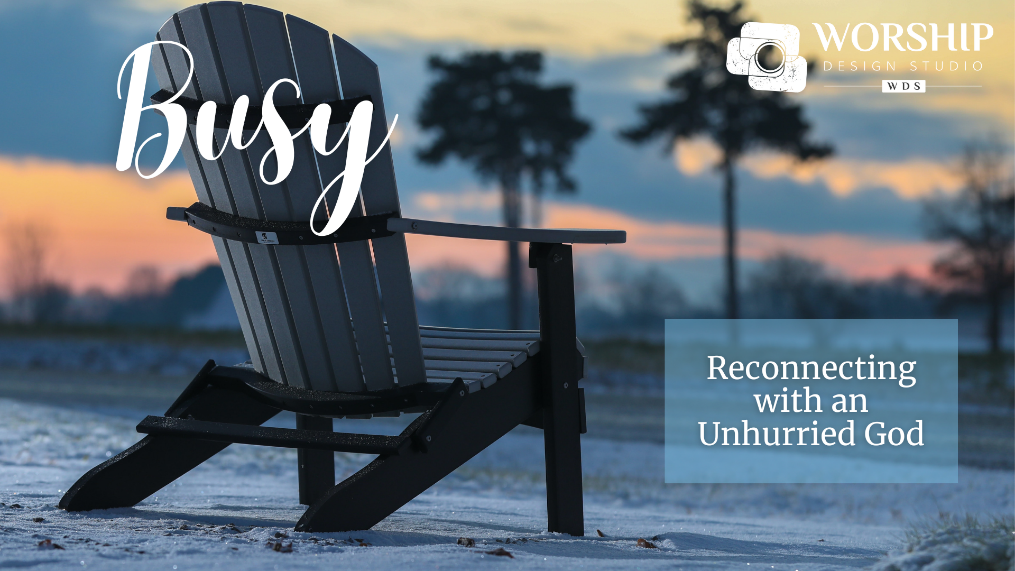 Busy
WORSHIP
DESIGN STUDIO
WDS
Reconnecting
with an
Unhurried God